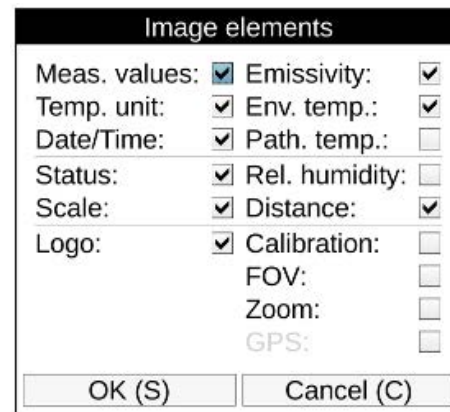 Image elements
Meas. values: Emissivity:
Temp. unit: Env. temp.:
Date/Time: Path. temp.:
Status: Rel. humidity:
Scale: Distance:
Logo: Calibration:
FOV:
Zoom:
GPS:
OK (S) Cancel (C)